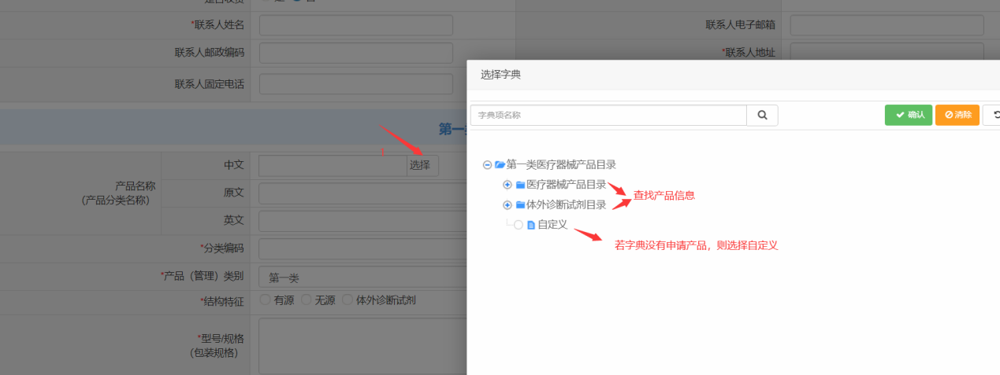 是否收费 是 否
*联系人姓名 联系人电子邮箱
联系人邮政编码 *联系人地址
联系人固定电话
选择字典
字典项名称 确认 清除
第一
1
中文 选择
产品名称
（产品分类名称）
原文
英文
*分类编码
*产品（管理）类别 第一类
*结构特征 有源 无源 体外诊断试剂
*型号/规格
（包装规格）
第一类医疗器械产品目录
医疗器械产品目录
查找产品信息
体外诊断试剂目录
自定义
若字典没有申请产品，则选择自定义